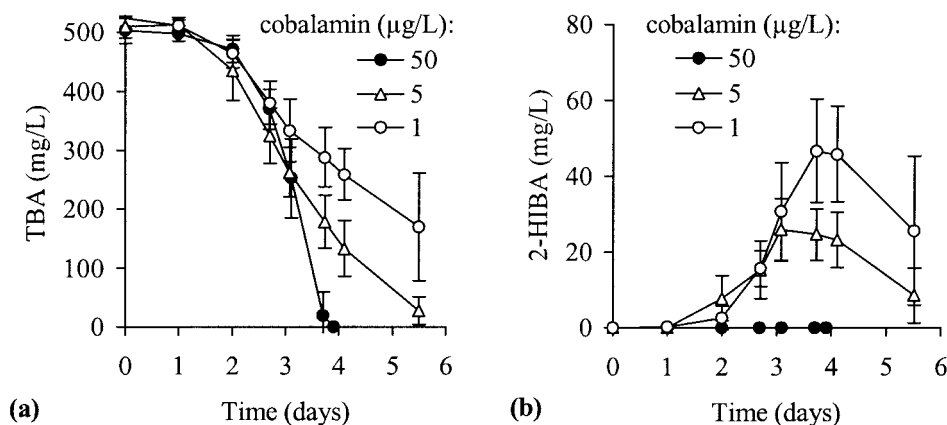 cobalamin (µg/L):
50
5
1
500
400
300
200
100
0
TBA (mg/L)
0 1 2 3 4 5 6
Time (days)
(a)
cobalamin (µg/L):
50
5
1
80
60
40
20
0
2-HIBA (mg/L)
0 1 2 3 4 5 6
Time (days)
(b)